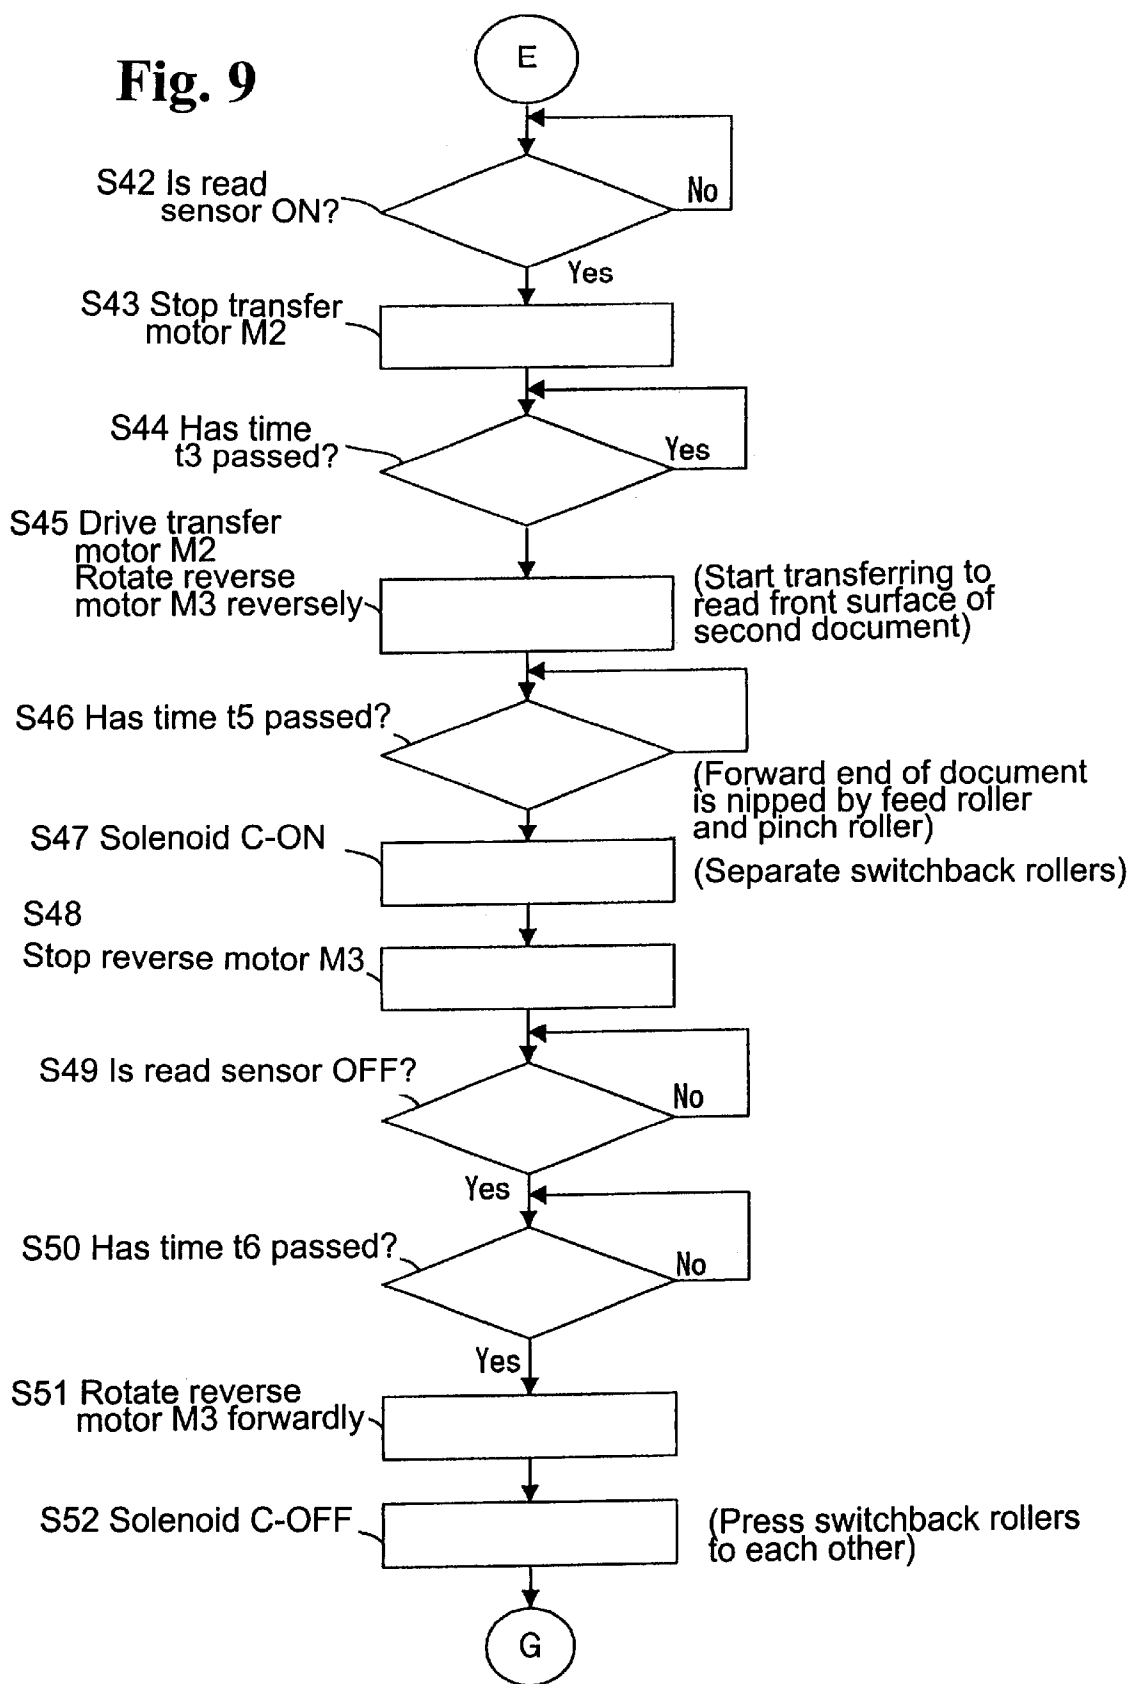 Fig. 9
E
S42 Is read
sensor ON?
No
Yes
S43 Stop transfer
motor M2
S44 Has time
t3 passed?
Yes
S45 Drive transfer
motor M2
Rotate reverse
motor M3 reversely
(Start transferring to
read front surface of
second document)
S46 Has time t5 passed?
(Forward end of document
is nipped by feed roller
and pinch roller)
S47 Solenoid C-ON
(Separate switchback rollers)
S48
Stop reverse motor M3
S49 Is read sensor OFF?
No
Yes
S50 Has time t6 passed?
No
Yes
S51 Rotate reverse
motor M3 forwardly
S52 Solenoid C-OFF
(Press switchback rollers
to each other)
G